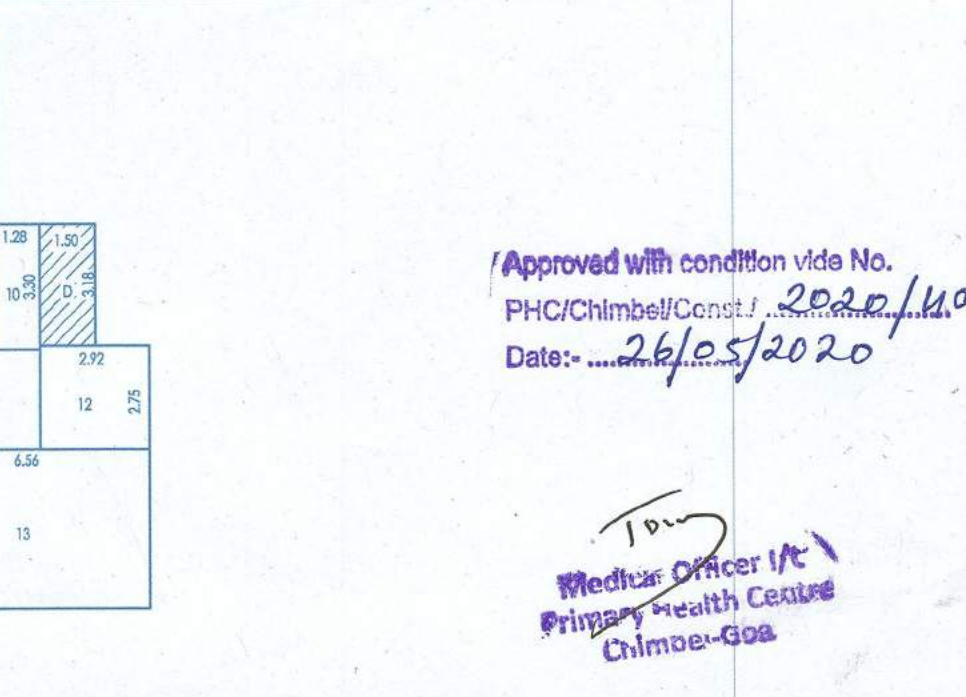 1.28
1.50
10
3.30
D
3.18
2.92
12
2.75
6.56
13
Approved with condition vide No.
PHC/Chimbel/Const./ 2020/40
Date:- 26/05/2020
Medical Officer I/C
Primary Health Centre
Chimbel-Goa